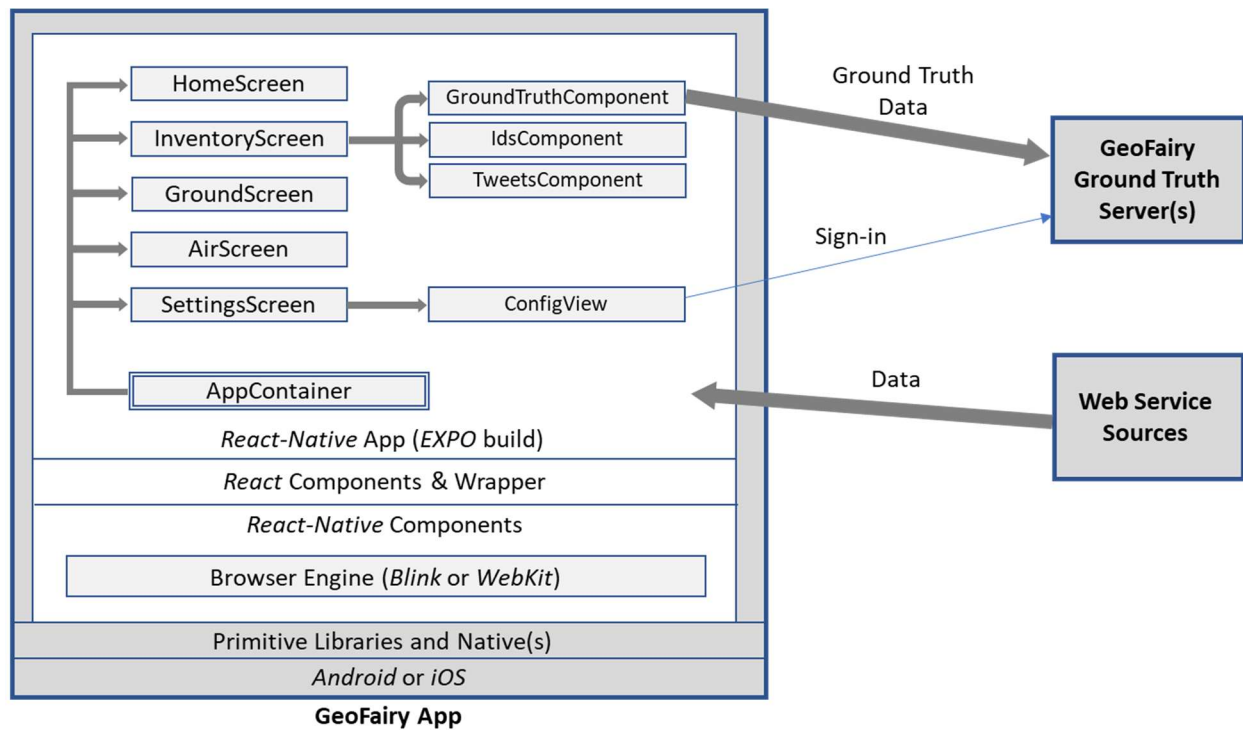 HomeScreen
InventoryScreen
GroundScreen
AirScreen
SettingsScreen
AppContainer
GroundTruthComponent
IdsComponent
TweetsComponent
ConfigView
Ground Truth
Data
Sign-in
Data
GeoFairy
Ground Truth
Server(s)
Web Service
Sources
React-Native App (EXPO build)
React Components & Wrapper
React-Native Components
Browser Engine (Blink or WebKit)
Primitive Libraries and Native(s)
Android or iOS
GeoFairy App